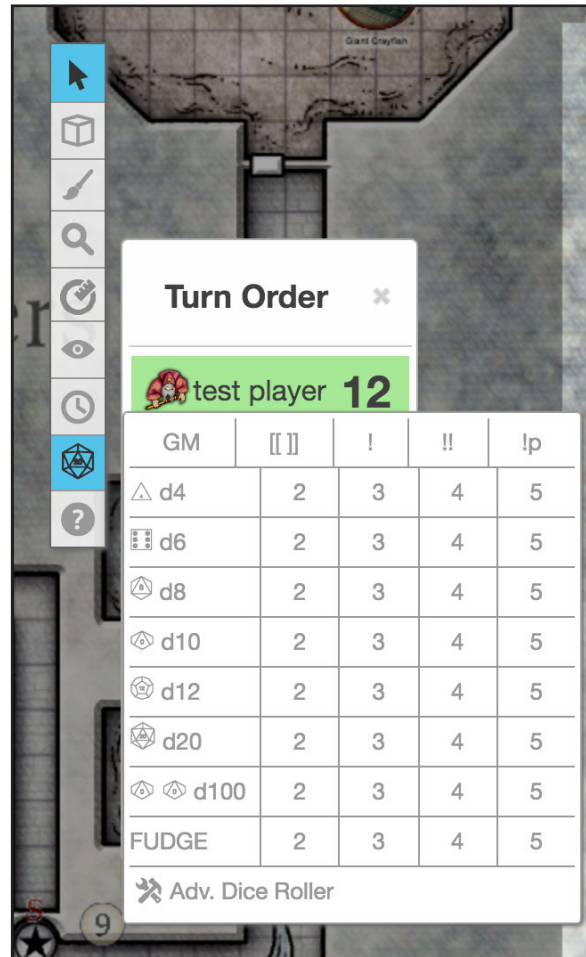 Giant Crayfish
Turn Order ×
test player 12
GM [[ ]] ! !! !p
d4 2 3 4 5
d6 2 3 4 5
d8 2 3 4 5
d10 2 3 4 5
d12 2 3 4 5
d20 2 3 4 5
d100 2 3 4 5
FUDGE 2 3 4 5
Adv. Dice Roller
S
9